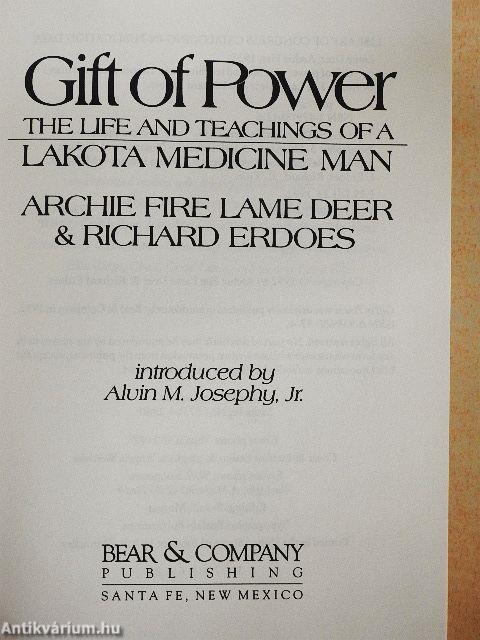 Gift of Power
THE LIFE AND TEACHINGS OF A
LAKOTA MEDICINE MAN
ARCHIE FIRE LAME DEER
& RICHARD ERDOES
introduced by
Alvin M. Josephy, Jr.
BEAR & COMPANY
PUBLISHING
SANTA FE, NEW MEXICO
Antikvárium.hu